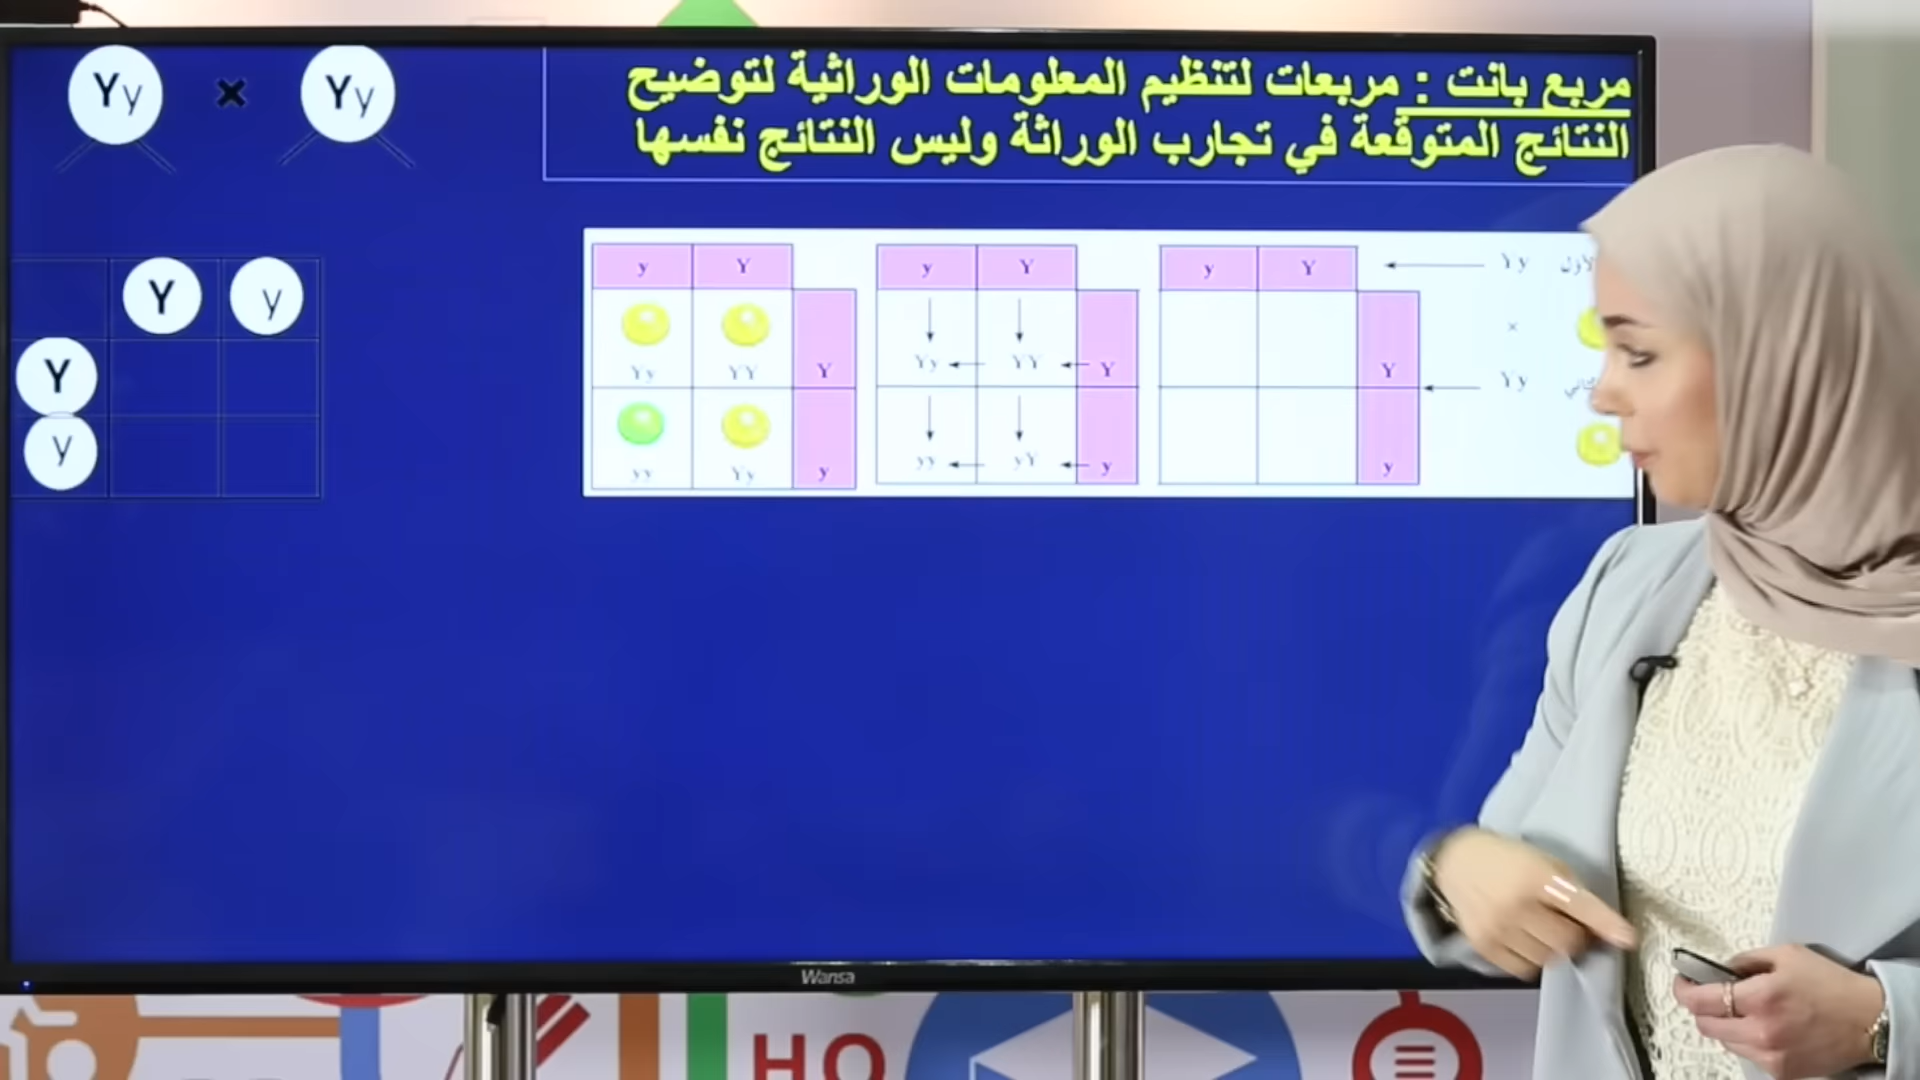 مربع بانت : مربعات لتنظيم المعلومات الوراثية لتوضيح
النتائج المتوقعة في تجارب الوراثة وليس النتائج نفسها
Yy × Yy
Y y
Y
y
y Y
Yy YY Y
yy Yy y
y Y
Yy YY Y
yy yY y
y Y
Y
y
Yy
×
Yy
Wansa
HO